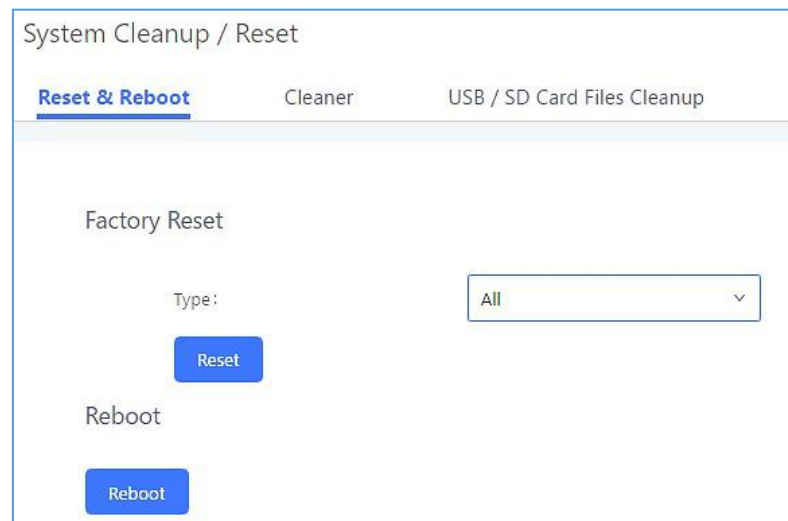 System Cleanup / Reset
Reset & Reboot Cleaner USB / SD Card Files Cleanup
Factory Reset
Type: All
Reset
Reboot
Reboot